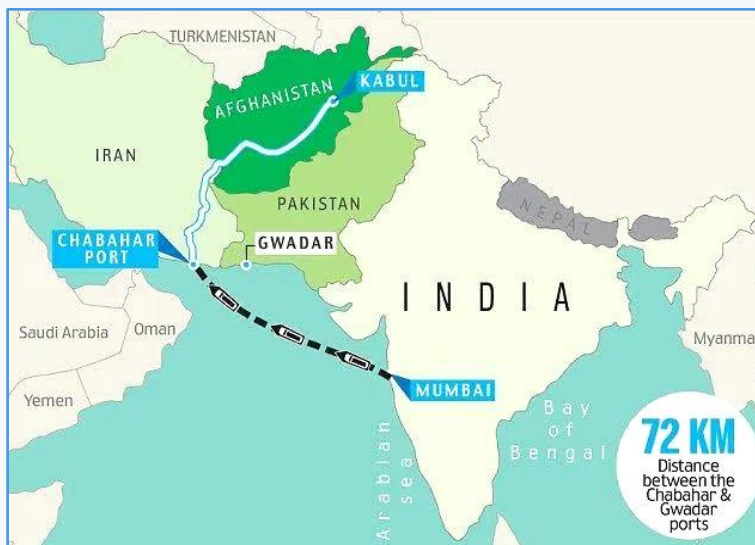 TURKMENISTAN
KABUL
AFGHANISTAN
IRAN
PAKISTAN
NEPAL
CHABAHAR
PORT
GWADAR
INDIA
Saudi Arabia
Oman
Myanma
Yemen
MUMBAI
Arabian
sea
Bay
of
Bengal
72 KM
Distance
between the
Chabahar &
Gwadar
ports